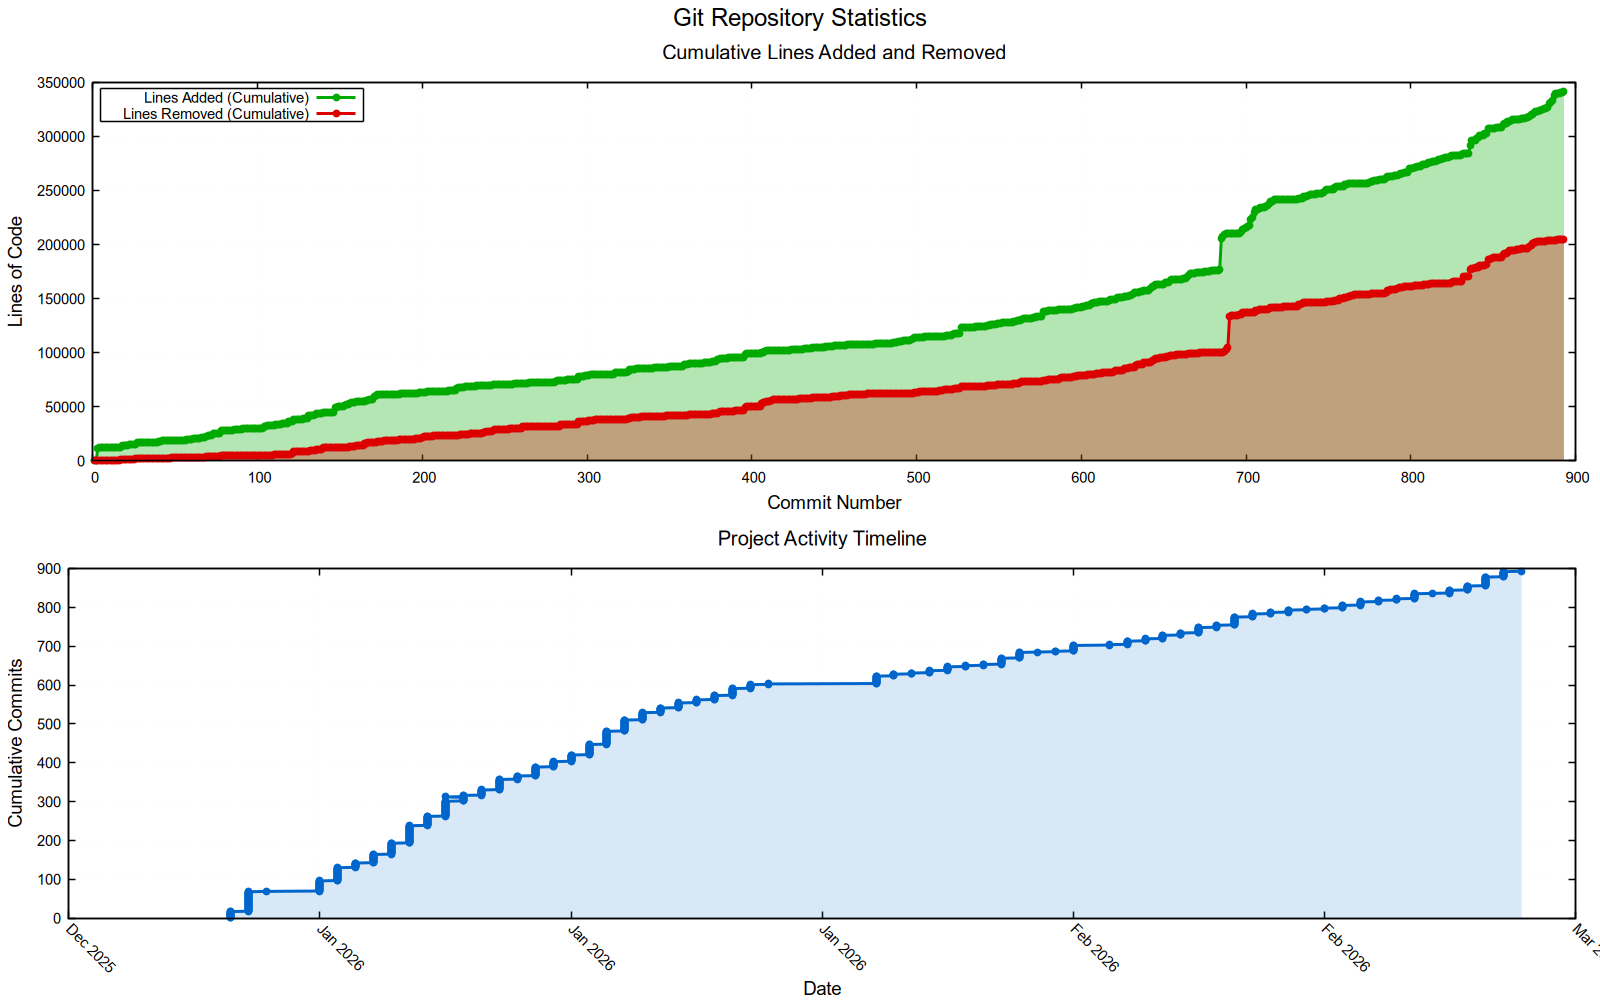 Git Repository Statistics
Cumulative Lines Added and Removed
350000
300000
250000
200000
150000
100000
50000
0
Lines of Code
Lines Added (Cumulative)
Lines Removed (Cumulative)
0 100 200 300 400 500 600 700 800 900
Commit Number
Project Activity Timeline
900
800
700
600
500
400
300
200
100
0
Cumulative Commits
Dec 2025 Jan 2026 Jan 2026 Jan 2026 Feb 2026 Feb 2026 Mar
Date